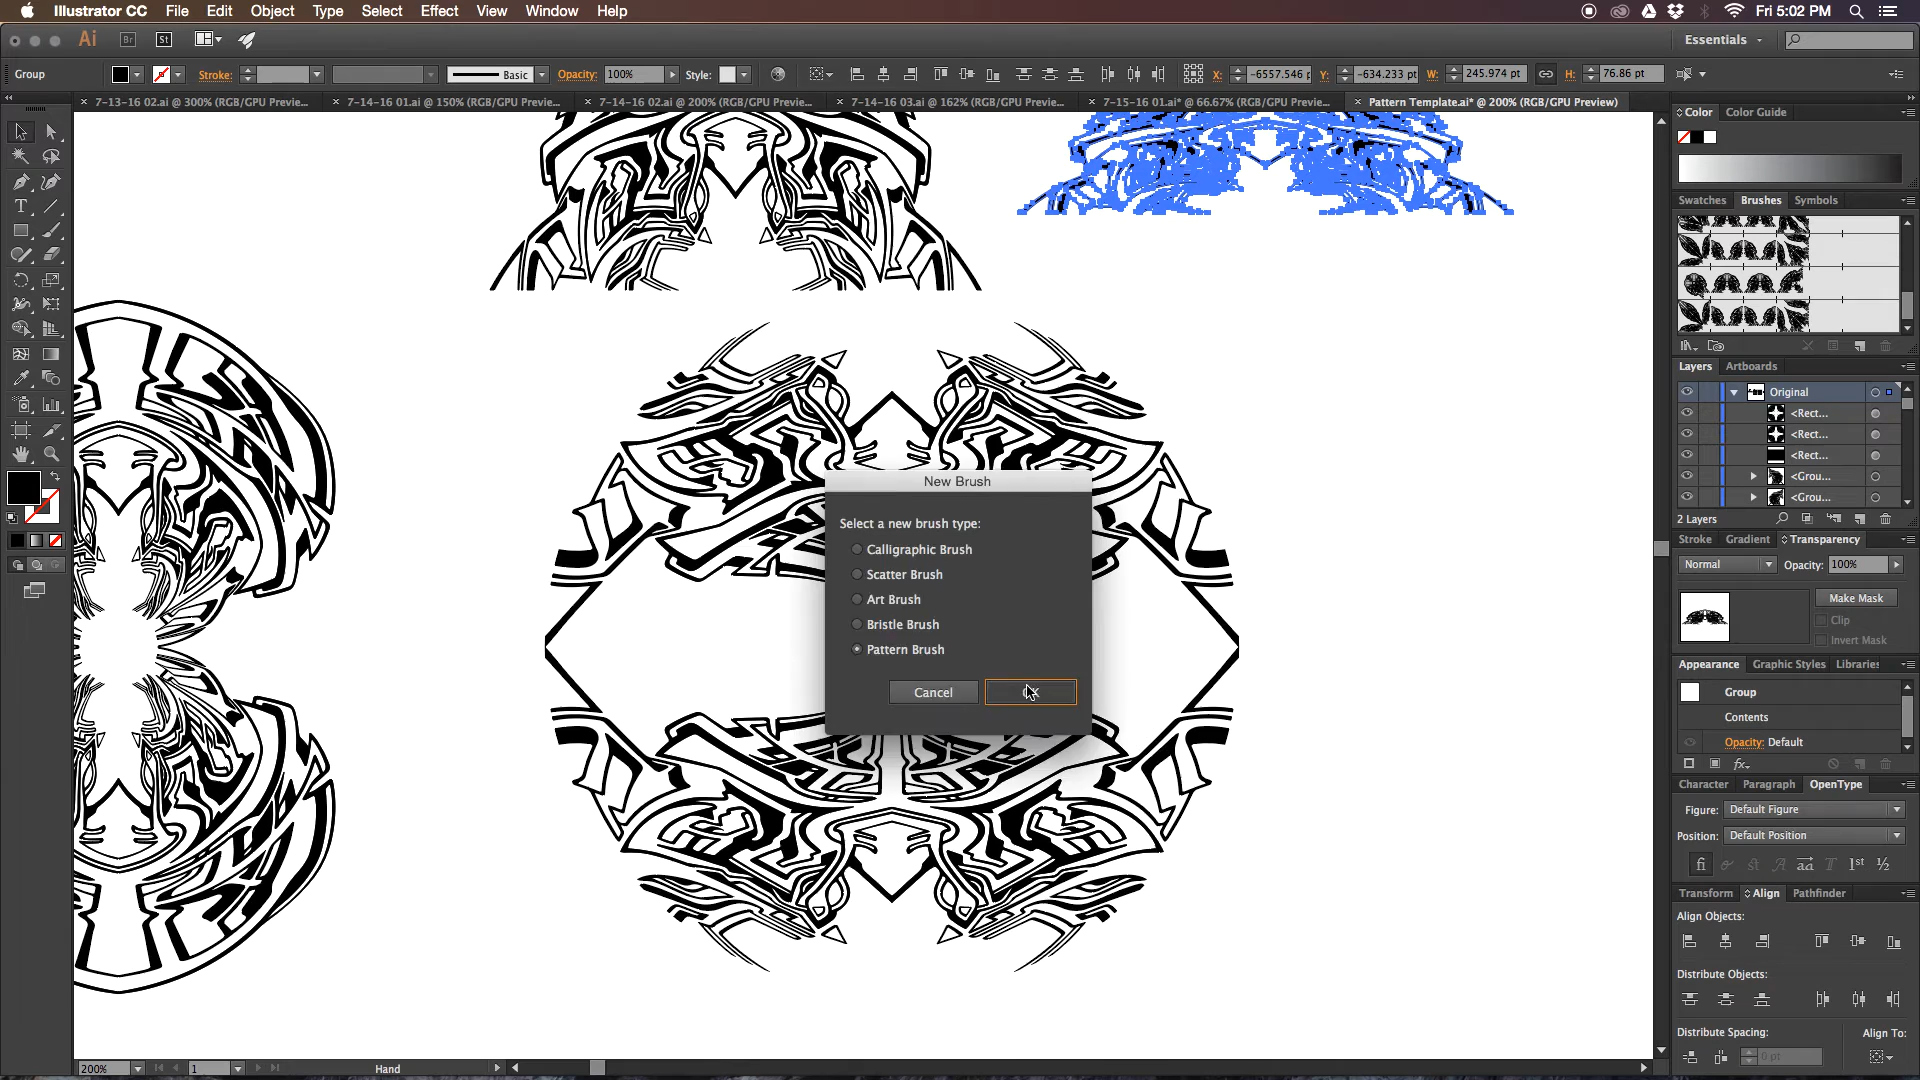 Illustrator CC File Edit Object Type Select Effect View Window Help
Fri 5:02 PM
Ai Br St
Essentials
Group
Stroke: Basic Opacity: 100% Style:
X: -6557.546 p Y: -634.233 pt W: 245.974 pt H: 76.86 pt
7-13-16 02.ai @ 300% (RGB/GPU Previe...
7-14-16 01.ai @ 150% (RGB/GPU Previe...
7-14-16 02.ai @ 200% (RGB/GPU Previe...
7-14-16 03.ai @ 162% (RGB/GPU Previe...
7-15-16 01.ai* @ 66.67% (RGB/GPU Previe...
Pattern Template.ai* @ 200% (RGB/GPU Preview)
Color Color Guide
Swatches Brushes Symbols
Layers Artboards
Original
<Rect...
<Rect...
<Rect...
<Grou...
<Grou...
2 Layers
Stroke Gradient Transparency
Normal Opacity: 100%
Make Mask
Clip
Invert Mask
Appearance Graphic Styles Libraries
Group
Contents
Opacity: Default
fx
Character Paragraph OpenType
Figure: Default Figure
Position: Default Position
Transform Align Pathfinder
Align Objects:
Distribute Objects:
Distribute Spacing: Align To:
0 pt
New Brush
Select a new brush type:
Calligraphic Brush
Scatter Brush
Art Brush
Bristle Brush
Pattern Brush
Cancel
200% 1 Hand